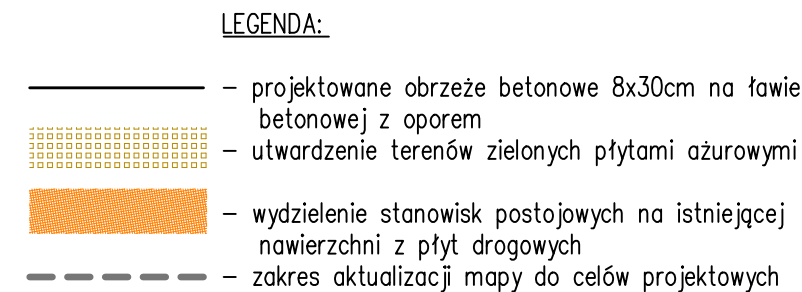 LEGENDA:
– projektowane obrzeże betonowe 8x30cm na ławie
betonowej z oporem
– utwardzenie terenów zielonych płytami ażurowymi
– wydzielenie stanowisk postojowych na istniejącej
nawierzchni z płyt drogowych
– zakres aktualizacji mapy do celów projektowych